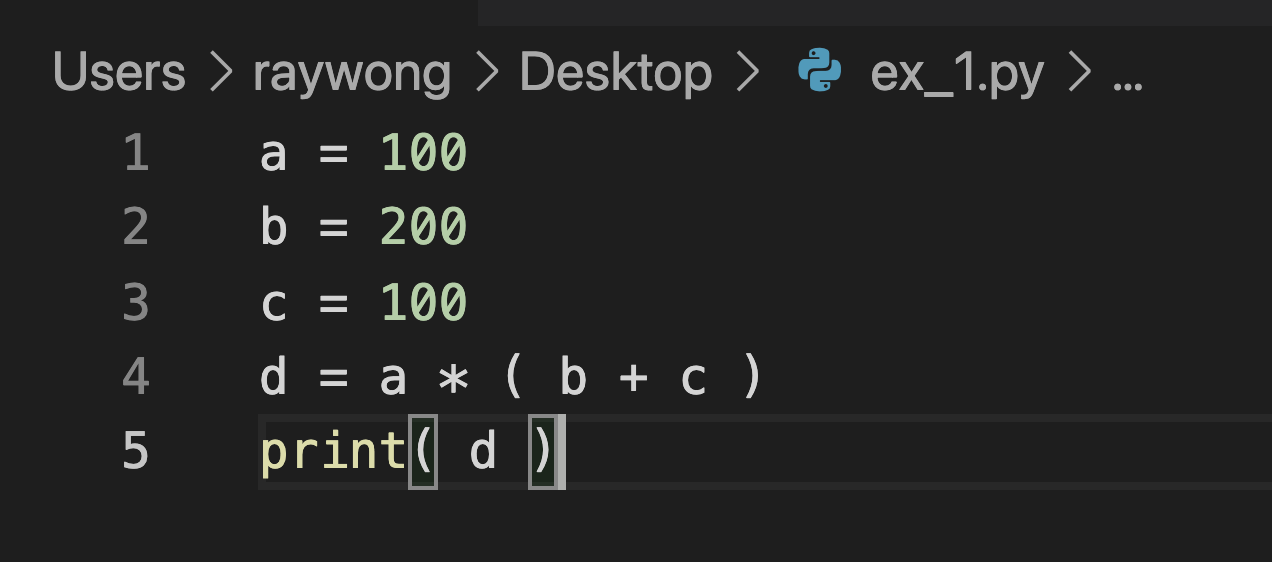 Users > raywong > Desktop > ex_1.py > ...
1 a = 100
2 b = 200
3 c = 100
4 d = a * ( b + c )
5 print( d )